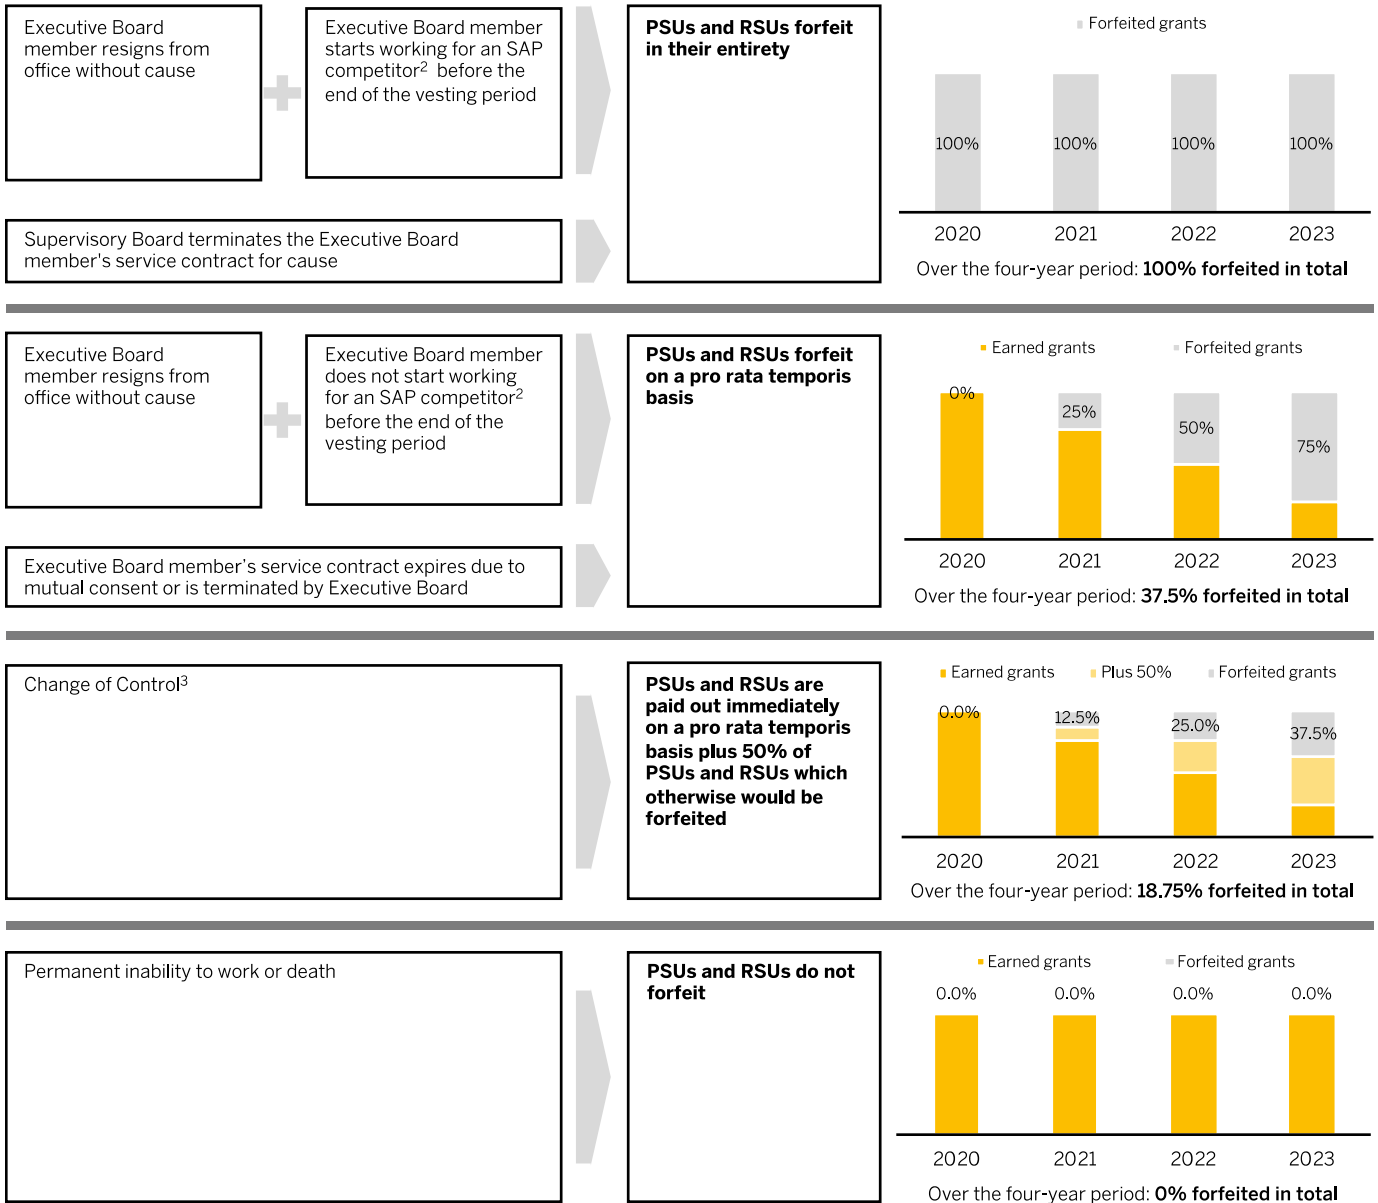 Executive Board
member resigns from
office without cause
Executive Board member
starts working for an SAP
competitor2 before the
end of the vesting period
Supervisory Board terminates the Executive Board
member's service contract for cause
PSUs and RSUs forfeit
in their entirety
Forfeited grants
100% 100% 100% 100%
2020 2021 2022 2023
Over the four-year period: 100% forfeited in total
Executive Board
member resigns from
office without cause
Executive Board member
does not start working
for an SAP competitor2
before the end of the
vesting period
Executive Board member’s service contract expires due to
mutual consent or is terminated by Executive Board
PSUs and RSUs forfeit
on a pro rata temporis
basis
Earned grants Forfeited grants
0% 25% 50% 75%
2020 2021 2022 2023
Over the four-year period: 37.5% forfeited in total
Change of Control3
PSUs and RSUs are
paid out immediately
on a pro rata temporis
basis plus 50% of
PSUs and RSUs which
otherwise would be
forfeited
Earned grants Plus 50% Forfeited grants
0.0% 12.5% 25.0% 37.5%
2020 2021 2022 2023
Over the four-year period: 18.75% forfeited in total
Permanent inability to work or death
PSUs and RSUs do not
forfeit
Earned grants Forfeited grants
0.0% 0.0% 0.0% 0.0%
2020 2021 2022 2023
Over the four-year period: 0% forfeited in total